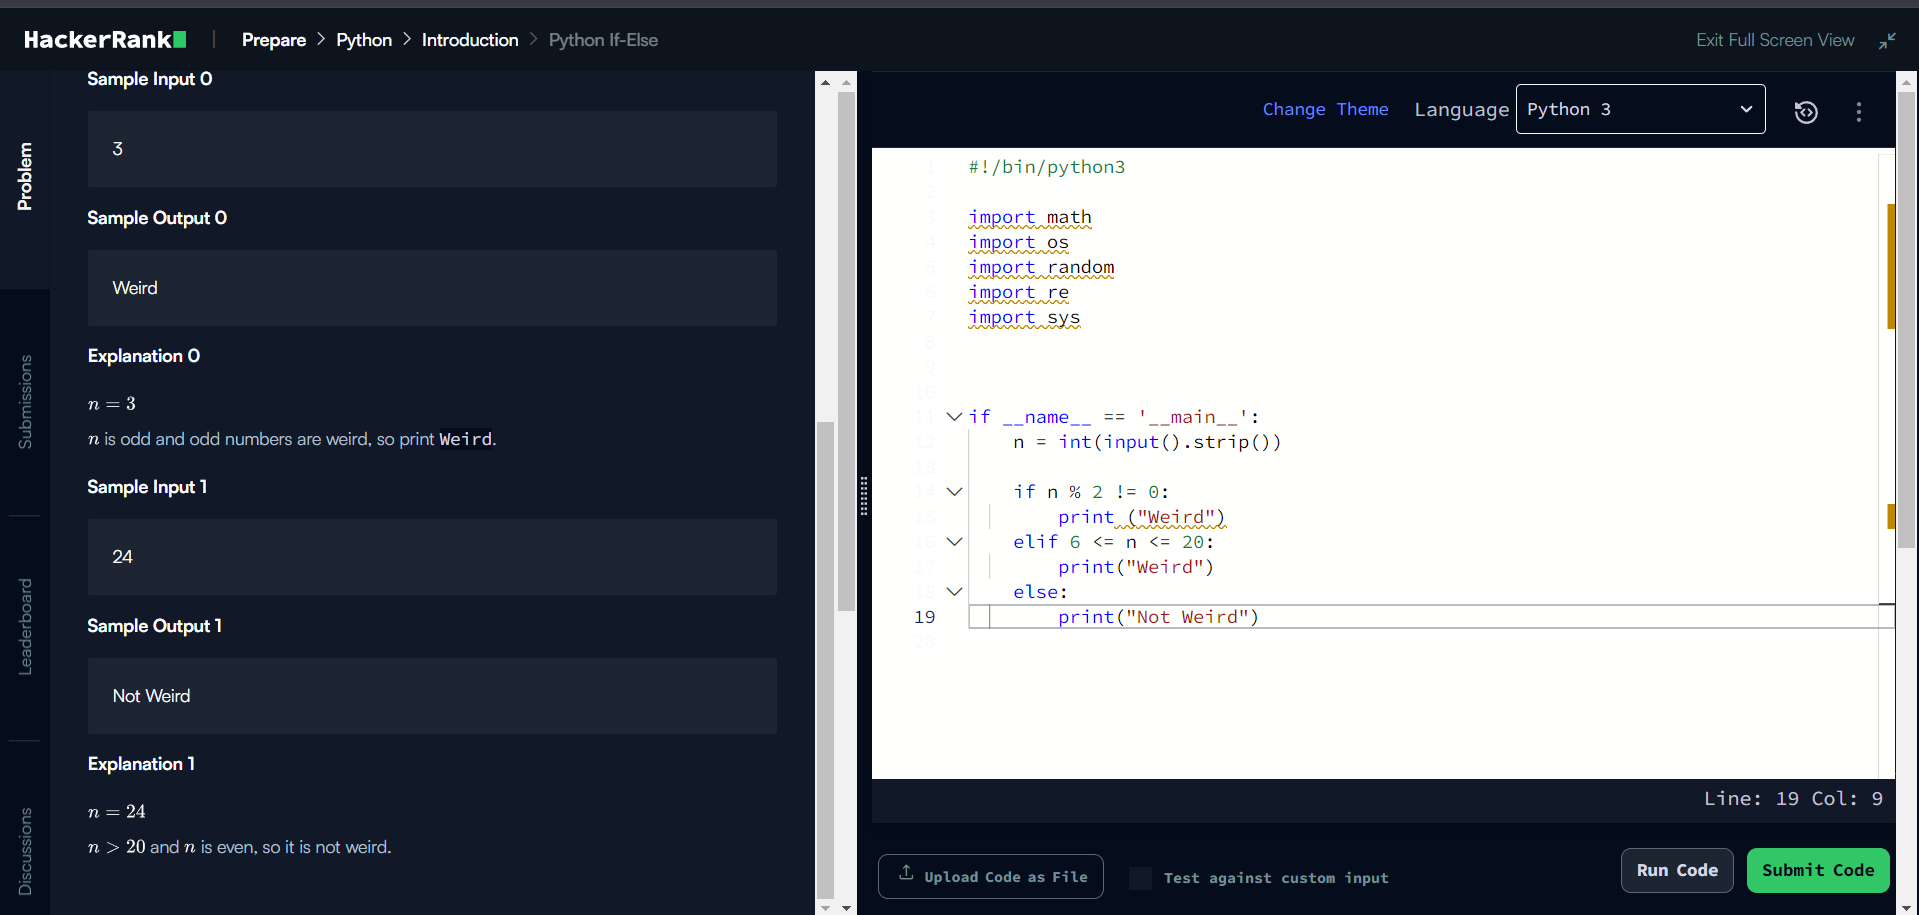 HackerRank | Prepare > Python > Introduction > Python If-Else
Exit Full Screen View
Problem
Submissions
Leaderboard
Discussions
Sample Input 0
3
Sample Output 0
Weird
Explanation 0
n = 3
n is odd and odd numbers are weird, so print Weird.
Sample Input 1
24
Sample Output 1
Not Weird
Explanation 1
n = 24
n > 20 and n is even, so it is not weird.
Change Theme Language Python 3
1 #!/bin/python3
2
3 import math
4 import os
5 import random
6 import re
7 import sys
8
9
10
11 if __name__ == '__main__':
12     n = int(input().strip())
13
14     if n % 2 != 0:
15         print ("Weird")
16     elif 6 <= n <= 20:
17         print("Weird")
18     else:
19         print("Not Weird")
20
Line: 19 Col: 9
Upload Code as File
Test against custom input
Run Code
Submit Code